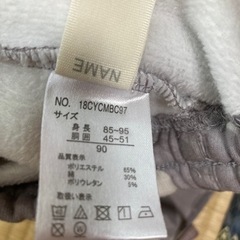 NAME
NO. 18CYCMBC97
サイズ
身長 85~95
胴囲 45~51
90
品質表示
ポリエステル 65%
綿 30%
ポリウレタン 5%
取扱い表示